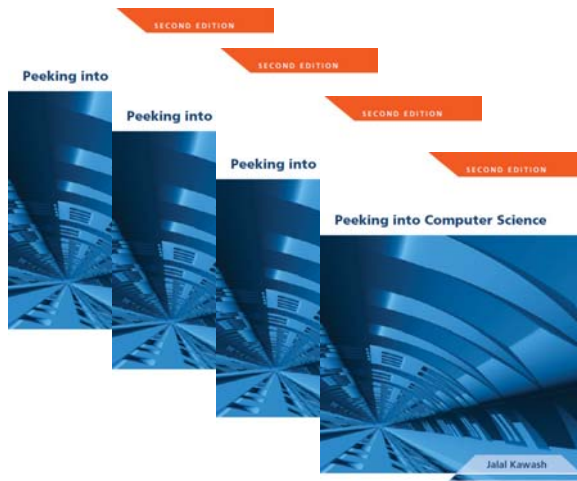 SECOND EDITION
Peeking into
SECOND EDITION
Peeking into
SECOND EDITION
Peeking into
SECOND EDITION
Peeking into Computer Science
Jalal Kawash